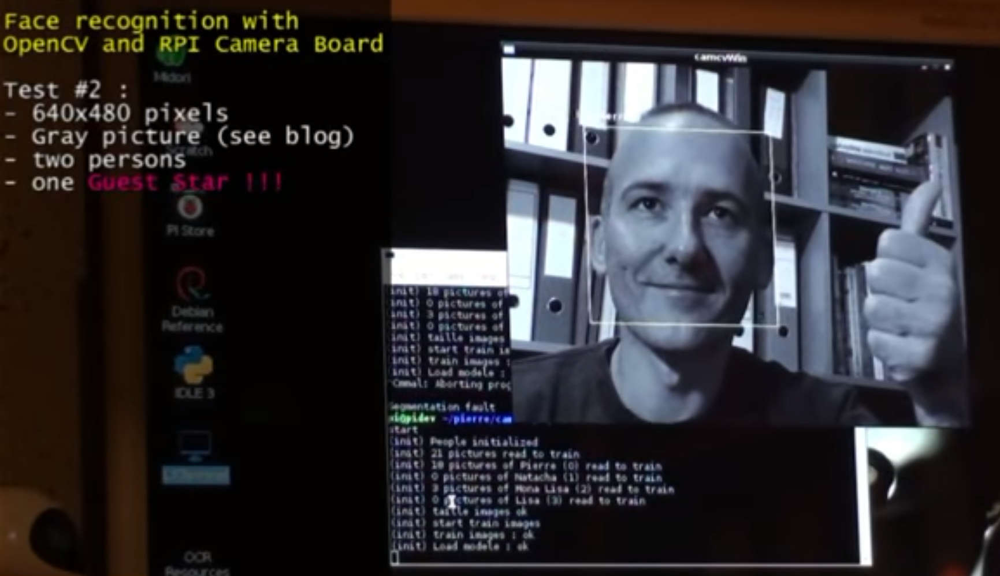 Face recognition with
OpenCV and RPI Camera Board
Test #2 :
- 640x480 pixels
- Gray picture (see blog)
- two persons
- one Guest Star !!!
Midori
Scratch
Pi Store
Debian
Reference
IDLE 3
OCR
Resources
camcvWin
(init) 18 pictures of
(init) 0 pictures of
(init) 3 pictures of
(init) 0 pictures of
(init) taille images
(init) start train
(init) train images :
(init) Load modele :
^Cmmal: Aborting
Segmentation fault
pi@pidev ~/pierre/cam
start
(init) People initialized
(init) 21 pictures read to train
(init) 18 pictures of Pierre (0) read to train
(init) 0 pictures of Natacha (1) read to train
(init) 3 pictures of Mona Lisa (2) read to train
(init) 0 pictures of Lisa (3) read to train
(init) taille images ok
(init) start train images
(init) train images : ok
(init) Load modele : ok